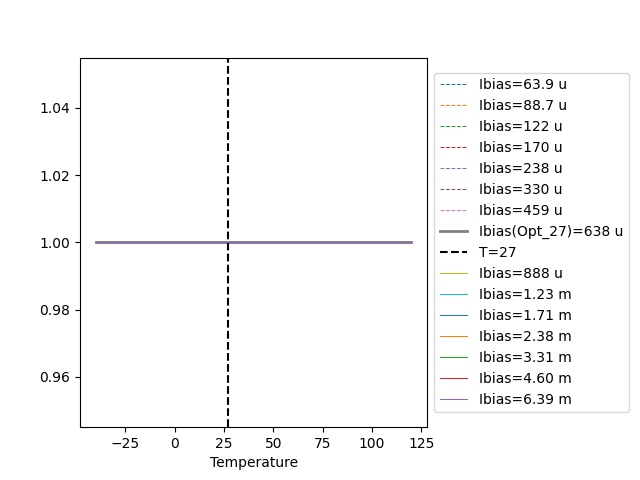 1.04
1.02
1.00
0.98
0.96
−25
0
25
50
75
100
125
Temperature
Ibias=63.9 u
Ibias=88.7 u
Ibias=122 u
Ibias=170 u
Ibias=238 u
Ibias=330 u
Ibias=459 u
Ibias(Opt_27)=638 u
T=27
Ibias=888 u
Ibias=1.23 m
Ibias=1.71 m
Ibias=2.38 m
Ibias=3.31 m
Ibias=4.60 m
Ibias=6.39 m